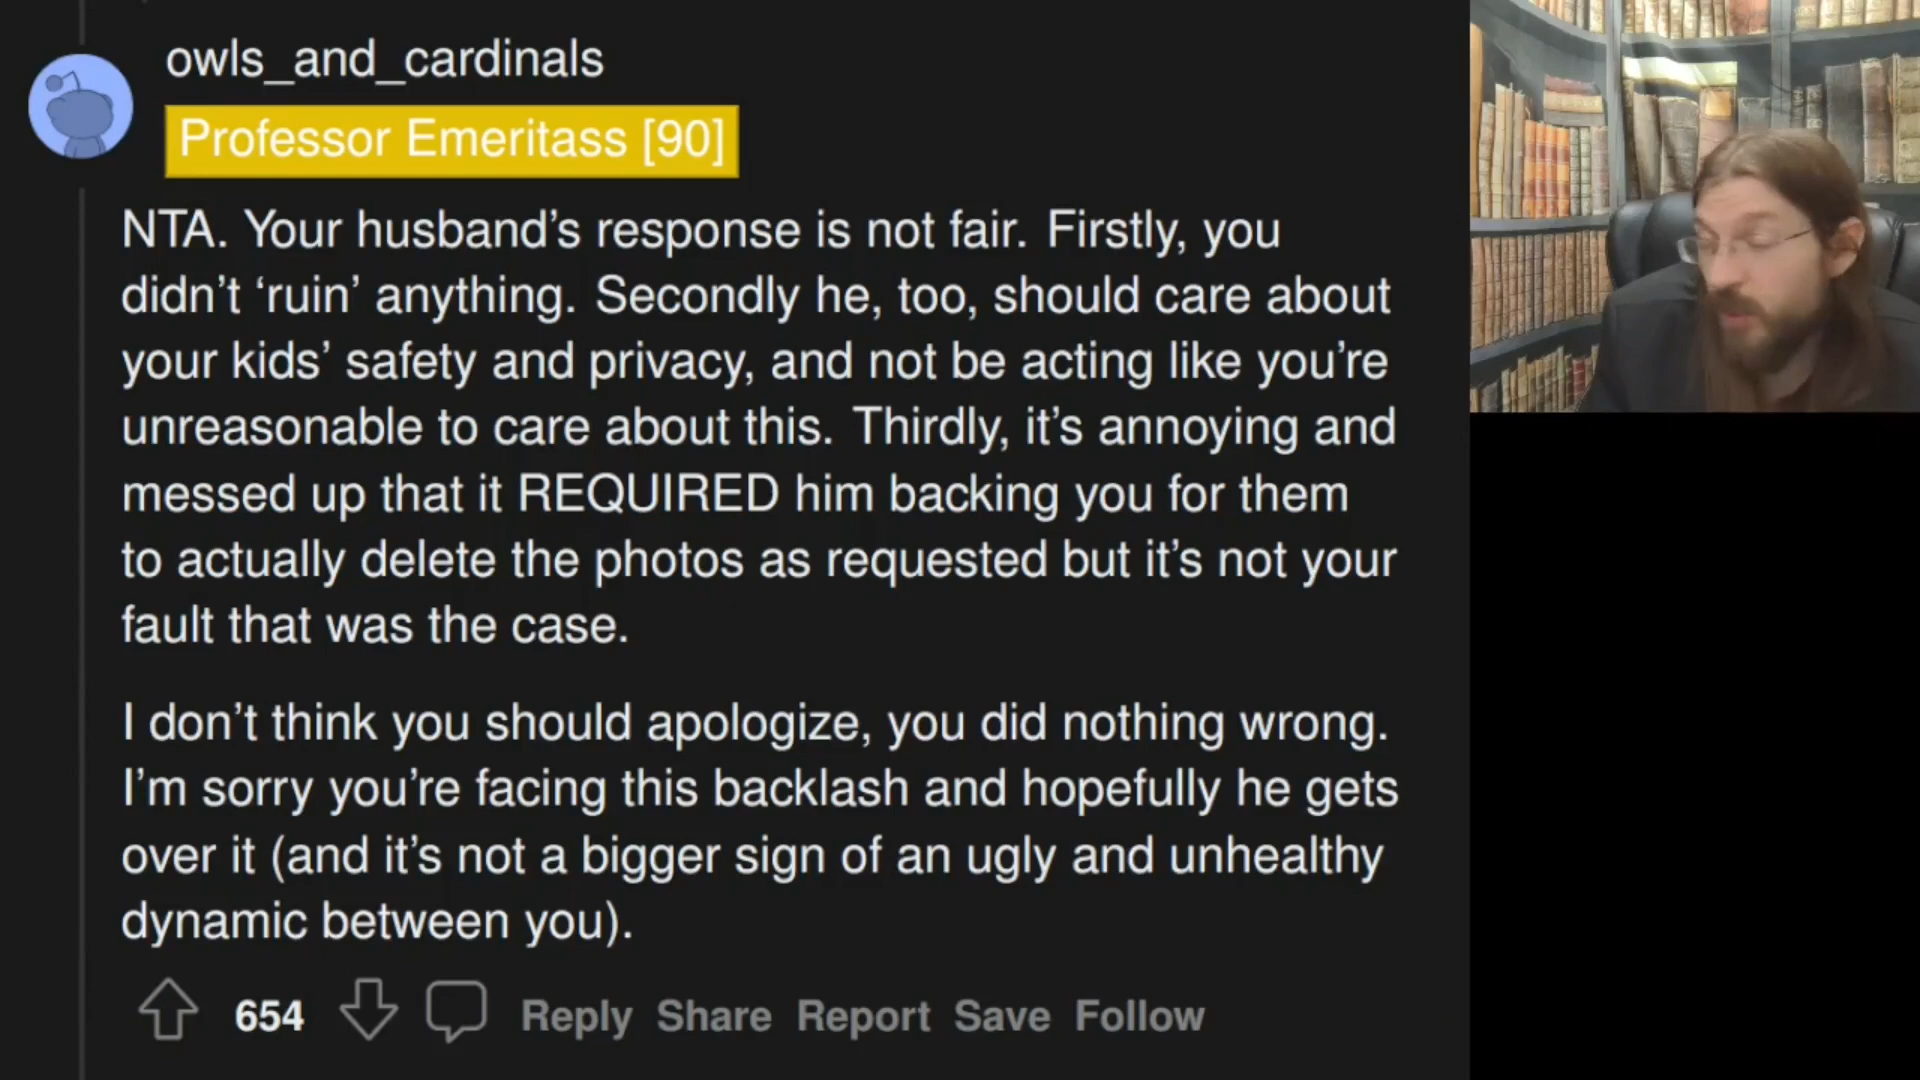 owls_and_cardinals
Professor Emeritass [90]
NTA. Your husband’s response is not fair. Firstly, you
didn’t ‘ruin’ anything. Secondly he, too, should care about
your kids’ safety and privacy, and not be acting like you’re
unreasonable to care about this. Thirdly, it’s annoying and
messed up that it REQUIRED him backing you for them
to actually delete the photos as requested but it’s not your
fault that was the case.
I don’t think you should apologize, you did nothing wrong.
I’m sorry you’re facing this backlash and hopefully he gets
over it (and it’s not a bigger sign of an ugly and unhealthy
dynamic between you).
654 Reply Share Report Save Follow